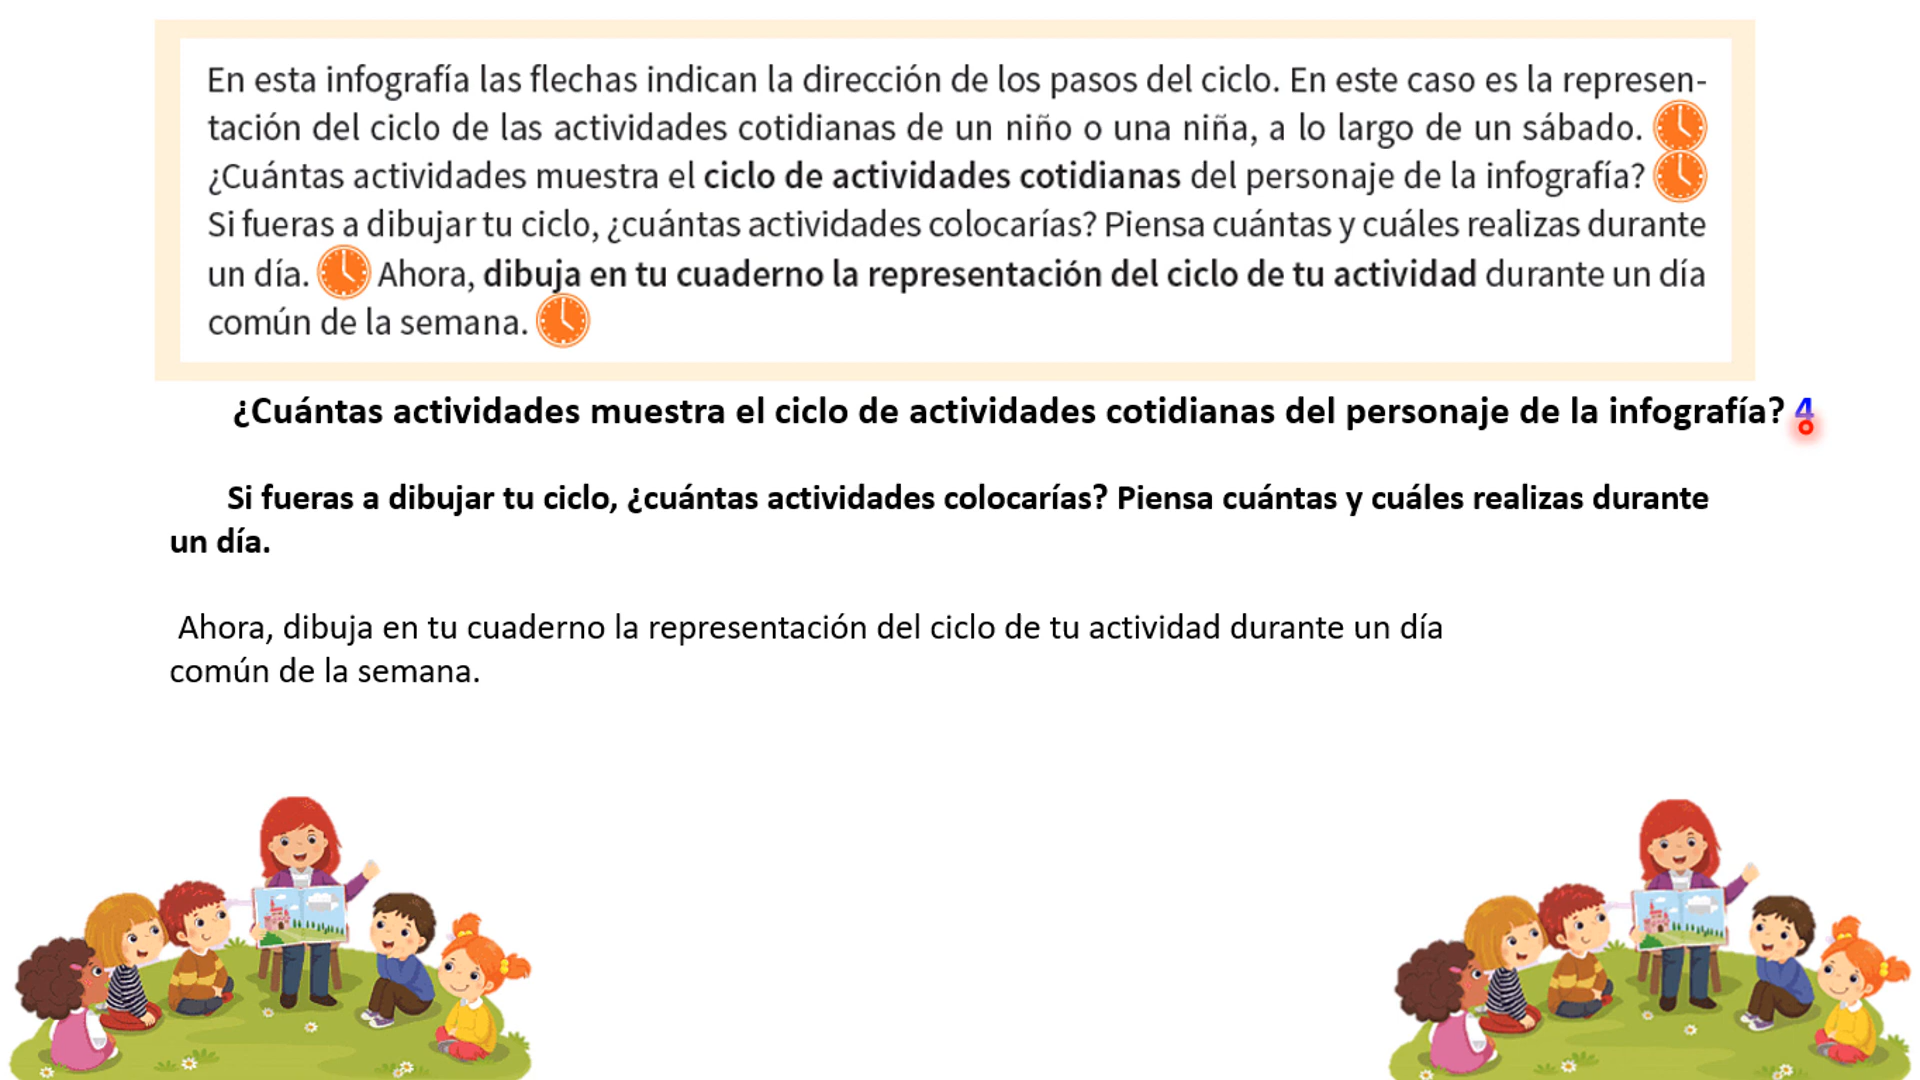 En esta infografía las flechas indican la dirección de los pasos del ciclo. En este caso es la represen-
tación del ciclo de las actividades cotidianas de un niño o una niña, a lo largo de un sábado.
¿Cuántas actividades muestra el ciclo de actividades cotidianas del personaje de la infografía?
Si fueras a dibujar tu ciclo, ¿cuántas actividades colocarías? Piensa cuántas y cuáles realizas durante
un día. Ahora, dibuja en tu cuaderno la representación del ciclo de tu actividad durante un día
común de la semana.
¿Cuántas actividades muestra el ciclo de actividades cotidianas del personaje de la infografía? 4
Si fueras a dibujar tu ciclo, ¿cuántas actividades colocarías? Piensa cuántas y cuáles realizas durante
un día.
Ahora, dibuja en tu cuaderno la representación del ciclo de tu actividad durante un día
común de la semana.